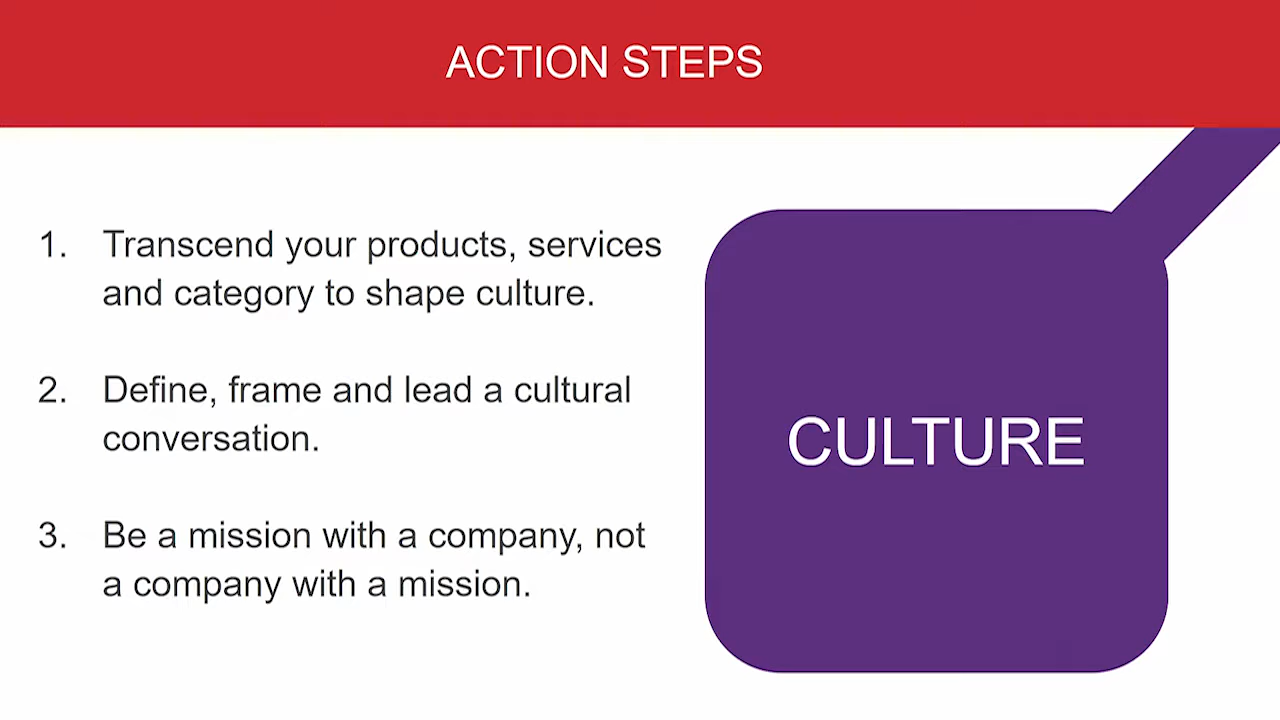 ACTION STEPS
1. Transcend your products, services
and category to shape culture.
2. Define, frame and lead a cultural
conversation.
3. Be a mission with a company, not
a company with a mission.
CULTURE